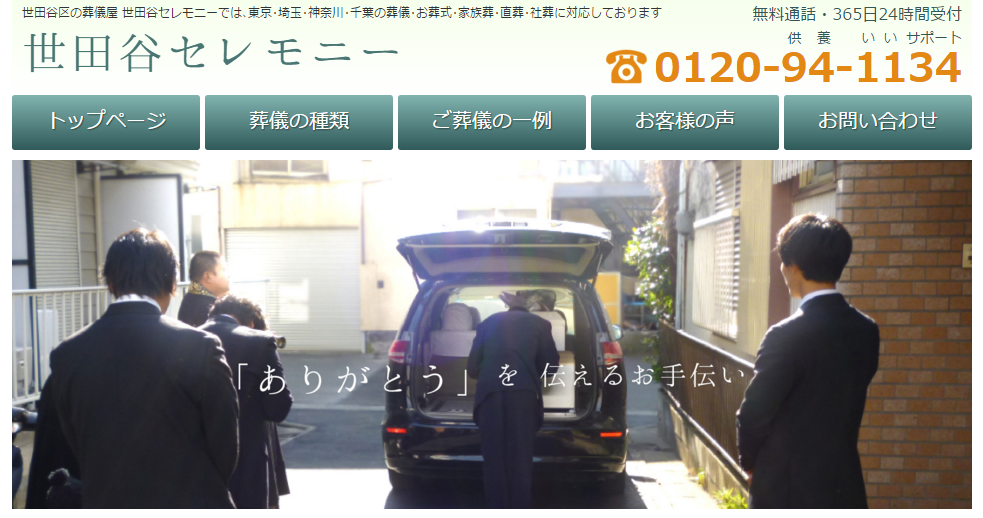 世田谷区の葬儀屋 世田谷セレモニーでは、東京・埼玉・神奈川・千葉の葬儀・お葬式・家族葬・直葬・社葬に対応しております
無料通話・365日24時間受付
世田谷セレモニー
供 養 い い サポート
0120-94-1134
トップページ 葬儀の種類 ご葬儀の一例 お客様の声 お問い合わせ
「ありがとう」を 伝えるお手伝い